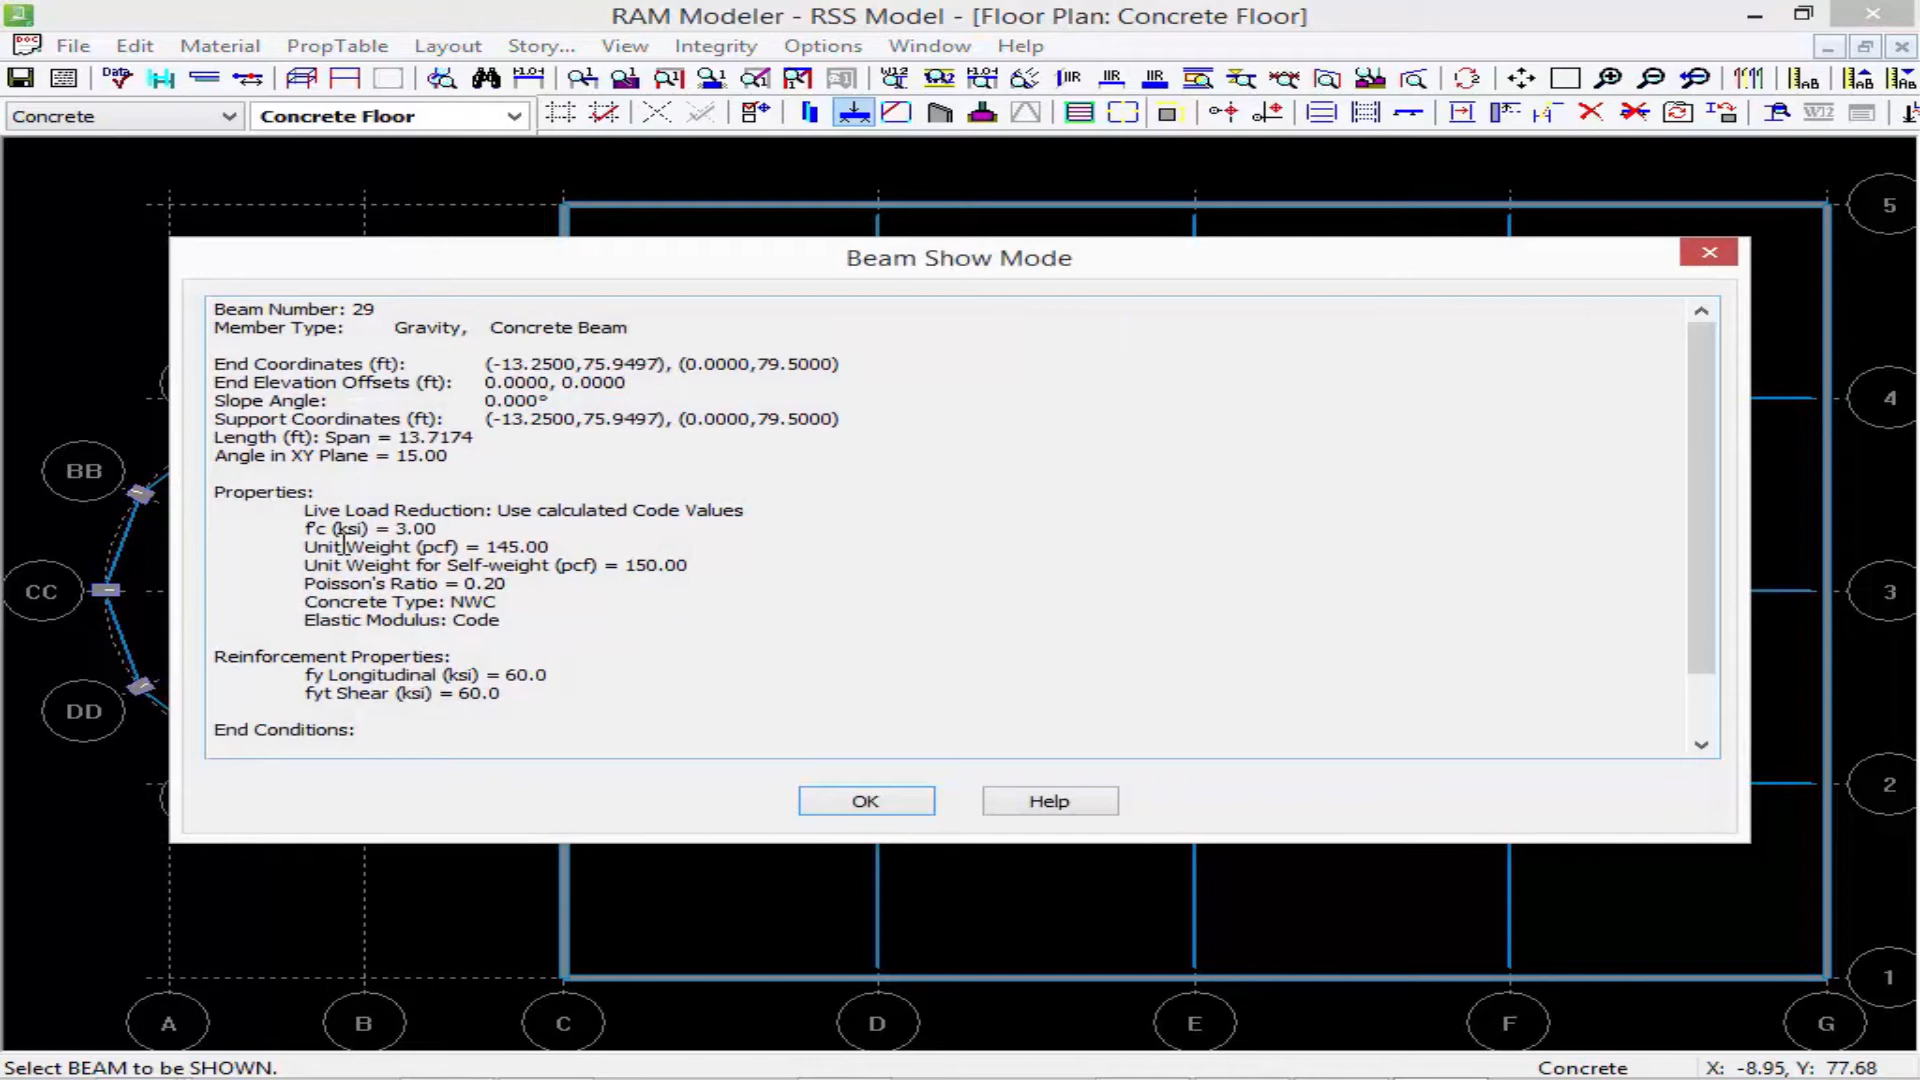 RAM Modeler - RSS Model - [Floor Plan: Concrete Floor]
File Edit Material PropTable Layout Story... View Integrity Options Window Help
Concrete Concrete Floor
5
Beam Show Mode
Beam Number: 29
Member Type: Gravity, Concrete Beam
End Coordinates (ft): (-13.2500,75.9497), (0.0000,79.5000)
End Elevation Offsets (ft): 0.0000, 0.0000
Slope Angle: 0.000°
Support Coordinates (ft): (-13.2500,75.9497), (0.0000,79.5000)
Length (ft): Span = 13.7174
Angle in XY Plane = 15.00
Properties:
Live Load Reduction: Use calculated Code Values
f'c (ksi) = 3.00
Unit Weight (pcf) = 145.00
Unit Weight for Self-weight (pcf) = 150.00
Poisson's Ratio = 0.20
Concrete Type: NWC
Elastic Modulus: Code
Reinforcement Properties:
fy Longitudinal (ksi) = 60.0
fyt Shear (ksi) = 60.0
End Conditions:
OK Help
4
BB
CC
3
DD
2
1
A B C D E F G
Select BEAM to be SHOWN. Concrete X: -8.95, Y: 77.68